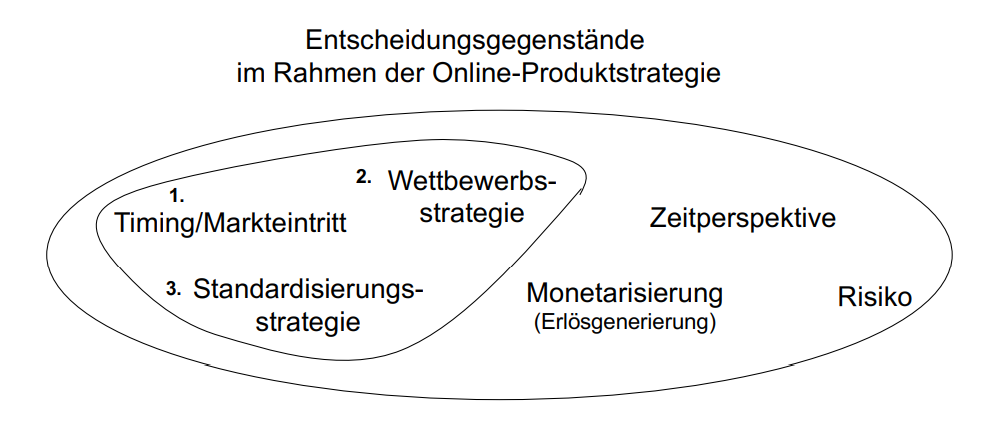 Entscheidungsgegenstände
im Rahmen der Online-Produktstrategie
1.
Timing/Markteintritt
2. Wettbewerbs-
strategie
3. Standardisierungs-
strategie
Zeitperspektive
Monetarisierung
(Erlösgenerierung)
Risiko